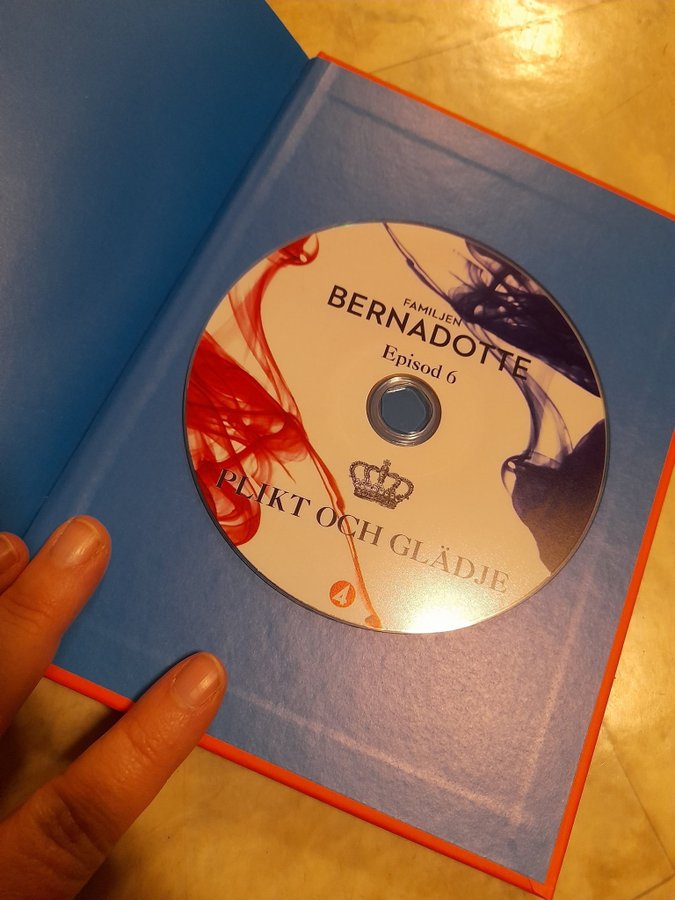 FAMILJEN
BERNADOTTE
Episod 6
PLIKT OCH GLÄDJE
4